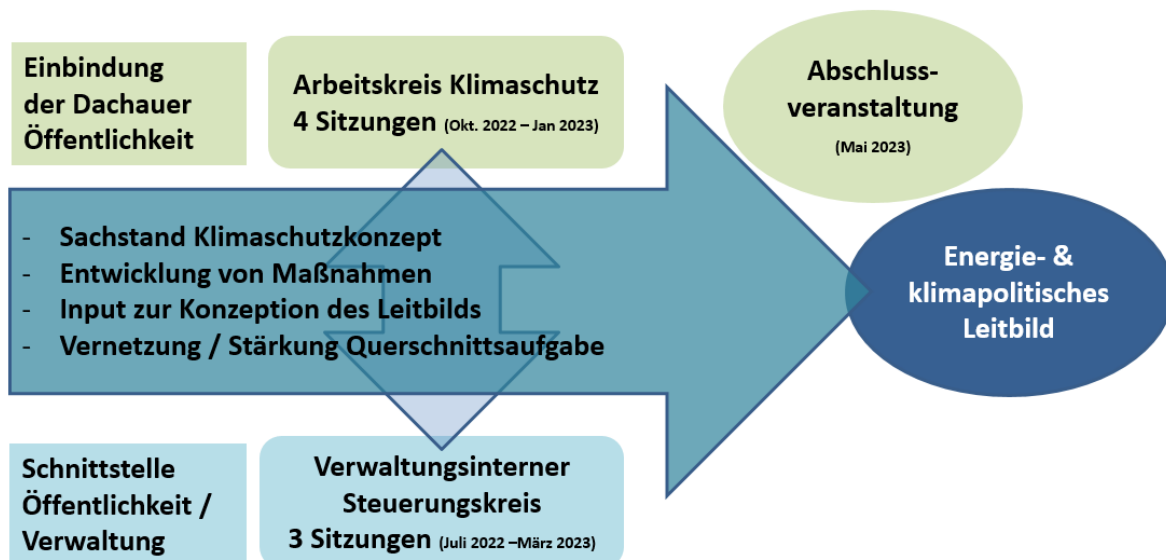 Einbindung
der Dachauer
Öffentlichkeit
Arbeitskreis Klimaschutz
4 Sitzungen (Okt. 2022 – Jan 2023)
Abschluss-
veranstaltung
(Mai 2023)
- Sachstand Klimaschutzkonzept
- Entwicklung von Maßnahmen
- Input zur Konzeption des Leitbilds
- Vernetzung / Stärkung Querschnittsaufgabe
Energie- &
klimapolitisches
Leitbild
Schnittstelle
Öffentlichkeit /
Verwaltung
Verwaltungsinterner
Steuerungskreis
3 Sitzungen (Juli 2022 –März 2023)